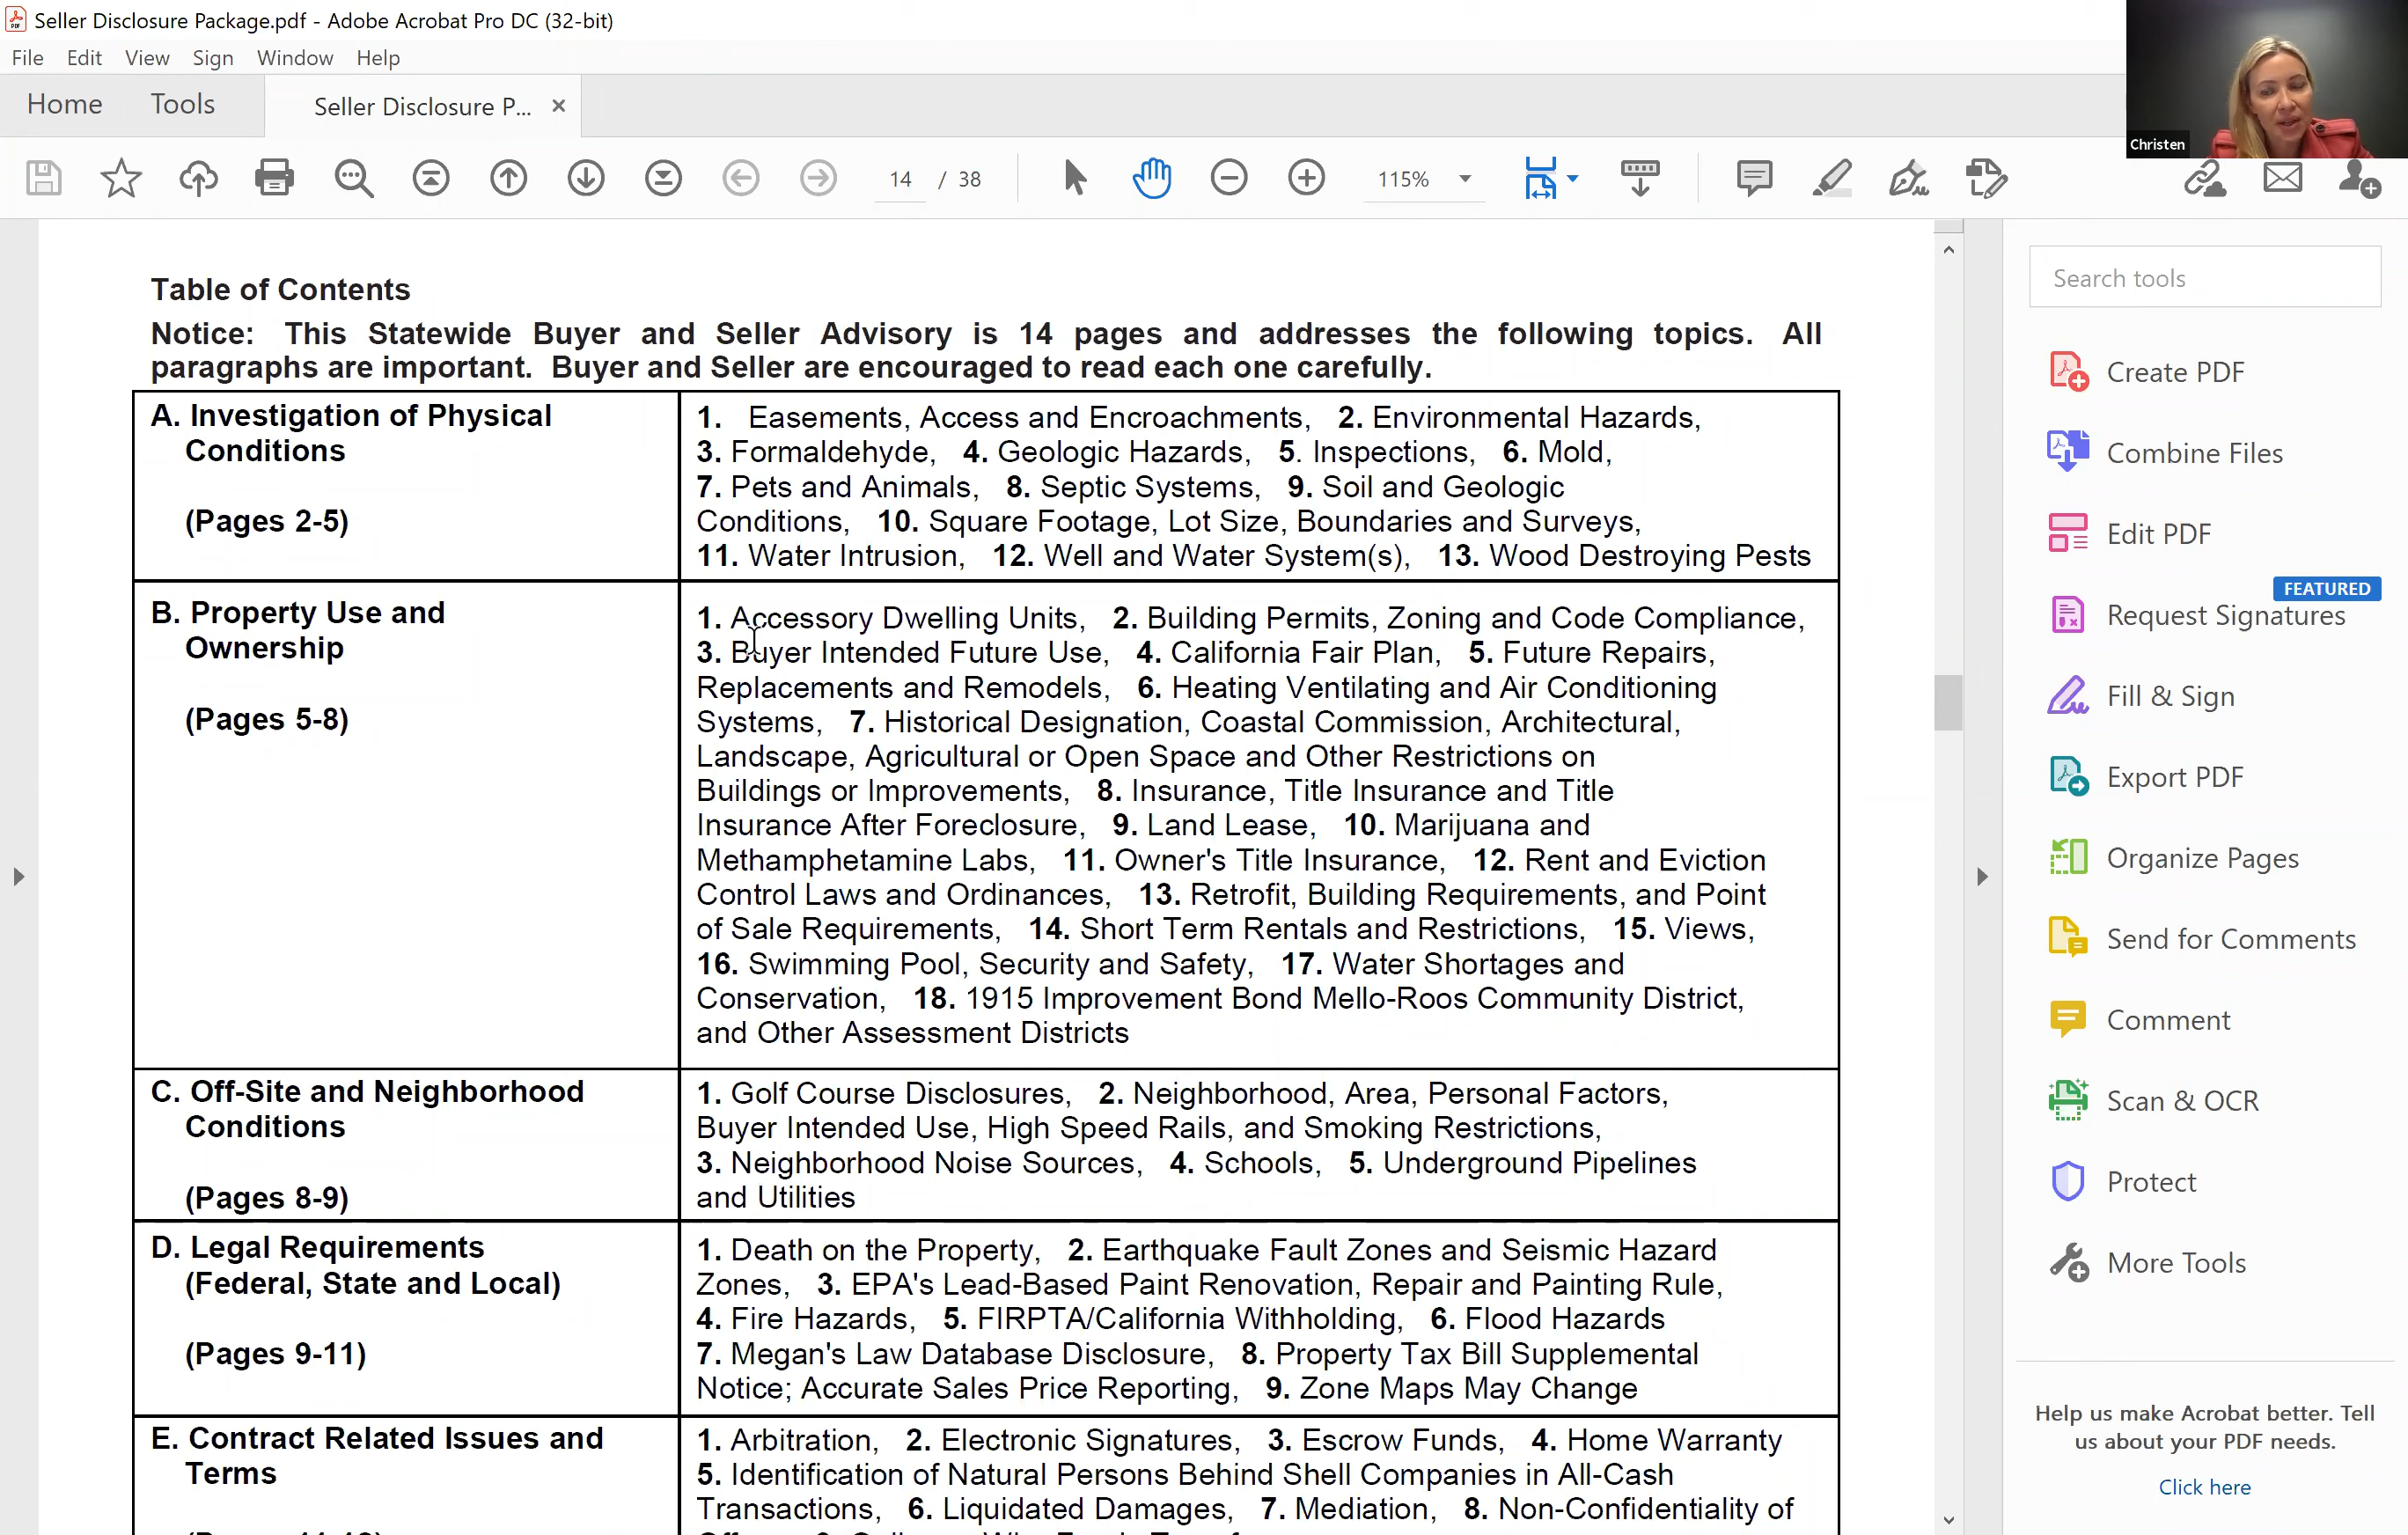 Seller Disclosure Package.pdf - Adobe Acrobat Pro DC (32-bit)
File Edit View Sign Window Help
Home Tools Seller Disclosure P... ×
Christen
14 / 38 115%
Table of Contents
Notice: This Statewide Buyer and Seller Advisory is 14 pages and addresses the following topics. All
paragraphs are important. Buyer and Seller are encouraged to read each one carefully.
A. Investigation of Physical
Conditions
(Pages 2-5)
1. Easements, Access and Encroachments, 2. Environmental Hazards,
3. Formaldehyde, 4. Geologic Hazards, 5. Inspections, 6. Mold,
7. Pets and Animals, 8. Septic Systems, 9. Soil and Geologic
Conditions, 10. Square Footage, Lot Size, Boundaries and Surveys,
11. Water Intrusion, 12. Well and Water System(s), 13. Wood Destroying Pests
B. Property Use and
Ownership
(Pages 5-8)
1. Accessory Dwelling Units, 2. Building Permits, Zoning and Code Compliance,
3. Buyer Intended Future Use, 4. California Fair Plan, 5. Future Repairs,
Replacements and Remodels, 6. Heating Ventilating and Air Conditioning
Systems, 7. Historical Designation, Coastal Commission, Architectural,
Landscape, Agricultural or Open Space and Other Restrictions on
Buildings or Improvements, 8. Insurance, Title Insurance and Title
Insurance After Foreclosure, 9. Land Lease, 10. Marijuana and
Methamphetamine Labs, 11. Owner's Title Insurance, 12. Rent and Eviction
Control Laws and Ordinances, 13. Retrofit, Building Requirements, and Point
of Sale Requirements, 14. Short Term Rentals and Restrictions, 15. Views,
16. Swimming Pool, Security and Safety, 17. Water Shortages and
Conservation, 18. 1915 Improvement Bond Mello-Roos Community District,
and Other Assessment Districts
C. Off-Site and Neighborhood
Conditions
(Pages 8-9)
1. Golf Course Disclosures, 2. Neighborhood, Area, Personal Factors,
Buyer Intended Use, High Speed Rails, and Smoking Restrictions,
3. Neighborhood Noise Sources, 4. Schools, 5. Underground Pipelines
and Utilities
D. Legal Requirements
(Federal, State and Local)
(Pages 9-11)
1. Death on the Property, 2. Earthquake Fault Zones and Seismic Hazard
Zones, 3. EPA's Lead-Based Paint Renovation, Repair and Painting Rule,
4. Fire Hazards, 5. FIRPTA/California Withholding, 6. Flood Hazards
7. Megan's Law Database Disclosure, 8. Property Tax Bill Supplemental
Notice; Accurate Sales Price Reporting, 9. Zone Maps May Change
E. Contract Related Issues and
Terms
1. Arbitration, 2. Electronic Signatures, 3. Escrow Funds, 4. Home Warranty
5. Identification of Natural Persons Behind Shell Companies in All-Cash
Transactions, 6. Liquidated Damages, 7. Mediation, 8. Non-Confidentiality of
Search tools
Create PDF
Combine Files
Edit PDF
FEATURED
Request Signatures
Fill & Sign
Export PDF
Organize Pages
Send for Comments
Comment
Scan & OCR
Protect
More Tools
Help us make Acrobat better. Tell
us about your PDF needs.
Click here